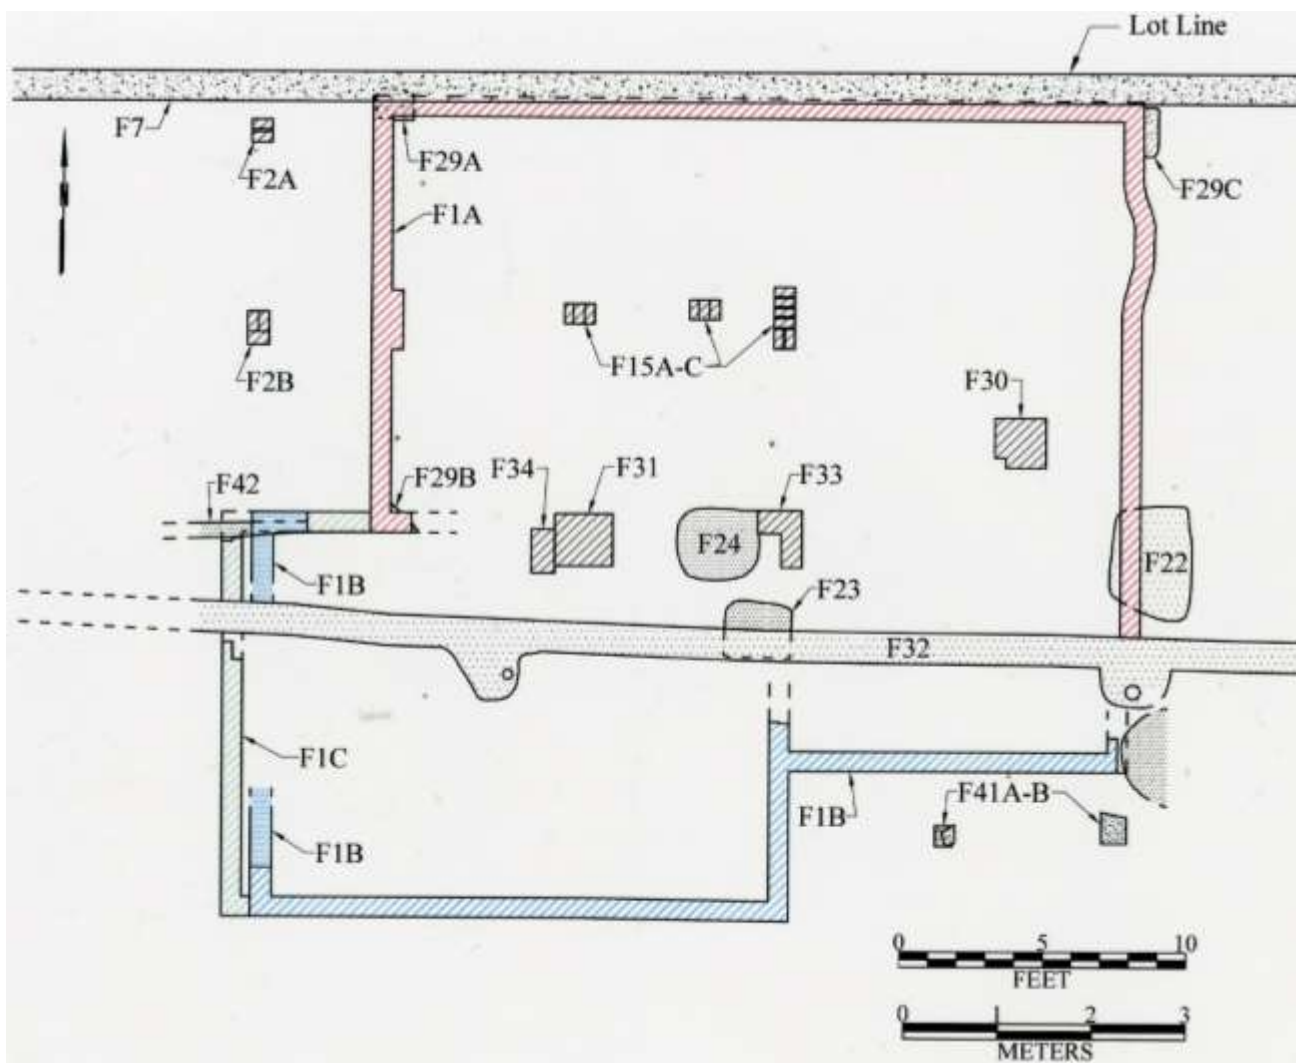 Lot Line
F7
F2A
F29A
F29C
F1A
F2B
F15A-C
F30
F42
F29B
F34
F31
F33
F24
F22
F1B
F23
F32
F1C
F41A-B
F1B
F1B
0 5 10
FEET
0 1 2 3
METERS